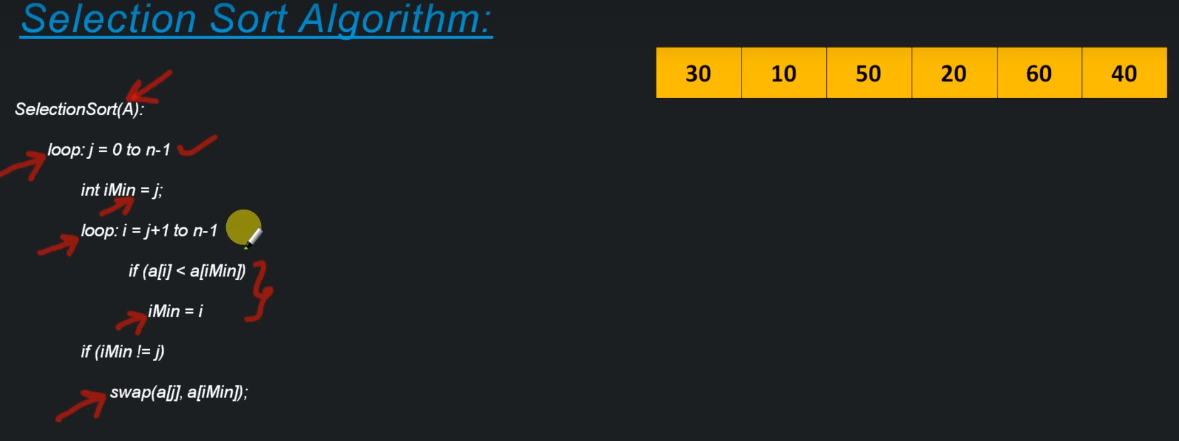 Selection Sort Algorithm:
30 10 50 20 60 40
SelectionSort(A):
loop: j = 0 to n-1
int iMin = j;
loop: i = j+1 to n-1
if (a[i] < a[iMin])
iMin = i
if (iMin != j)
swap(a[j], a[iMin]);